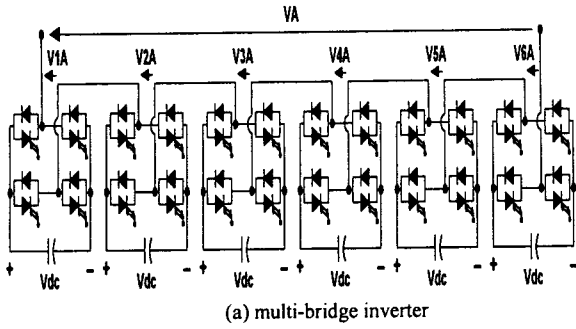 VA
V1A V2A V3A V4A V5A V6A
+ - + - + - + - + - + -
Vdc Vdc Vdc Vdc Vdc Vdc
(a) multi-bridge inverter